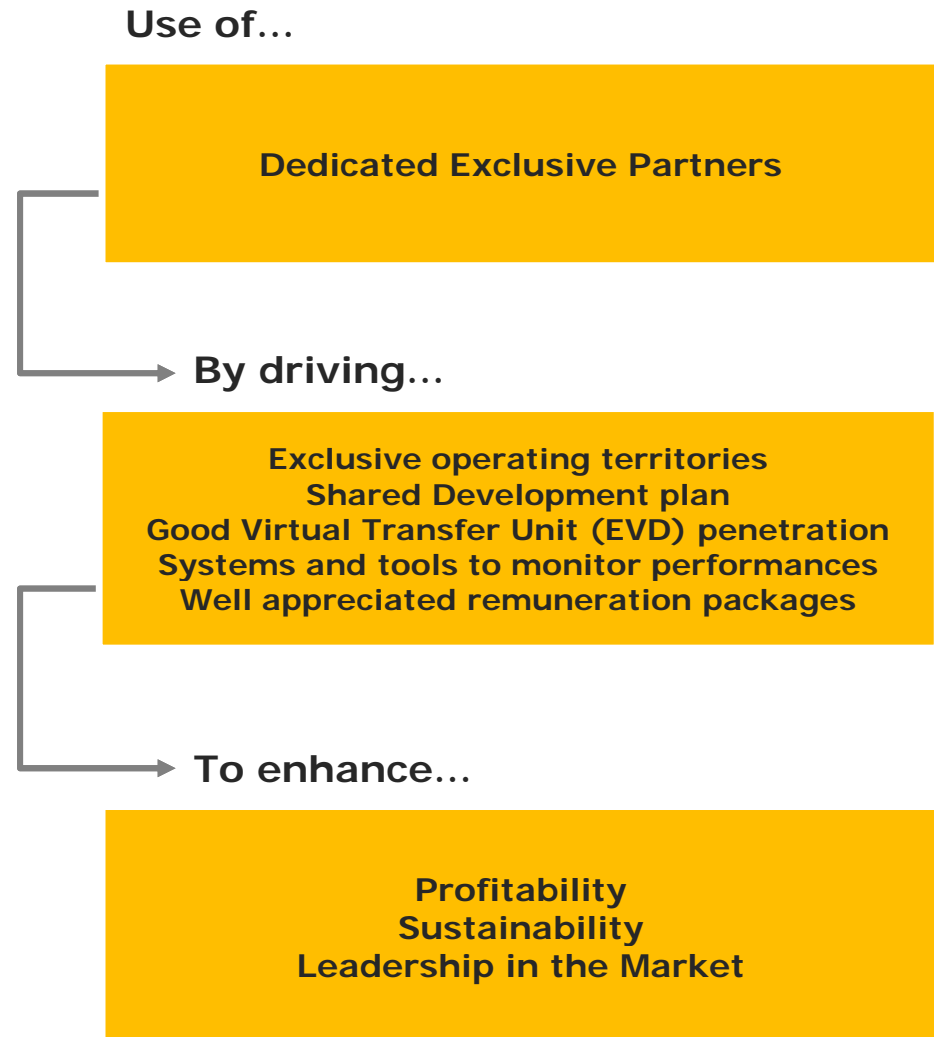 Use of...
Dedicated Exclusive Partners
By driving...
Exclusive operating territories
Shared Development plan
Good Virtual Transfer Unit (EVD) penetration
Systems and tools to monitor performances
Well appreciated remuneration packages
To enhance...
Profitability
Sustainability
Leadership in the Market